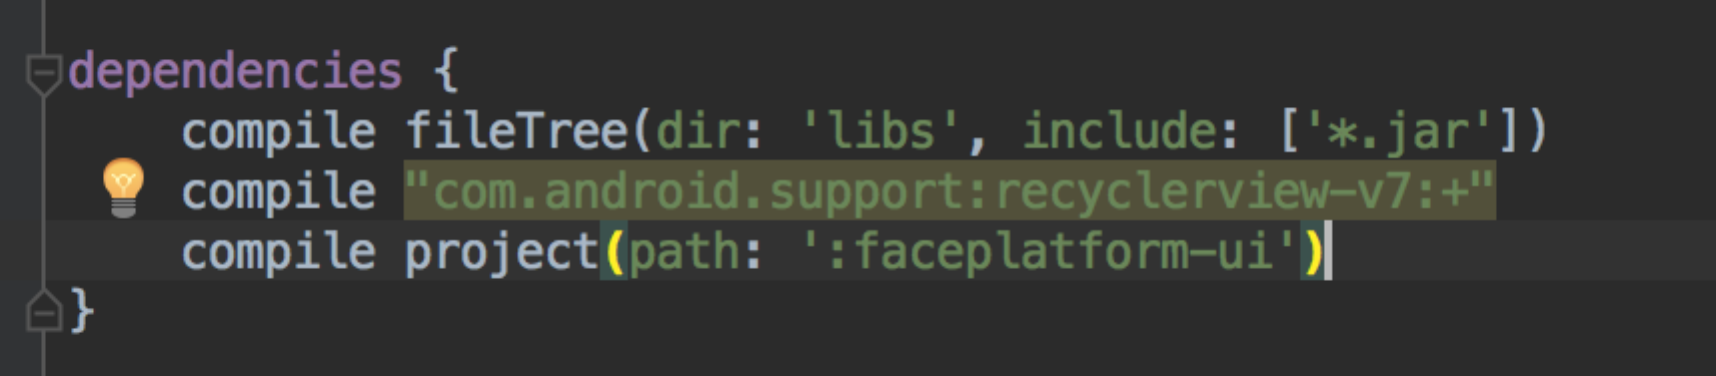 dependencies {
    compile fileTree(dir: 'libs', include: ['*.jar'])
    compile "com.android.support:recyclerview-v7:+"
    compile project(path: ':faceplatform-ui')
}